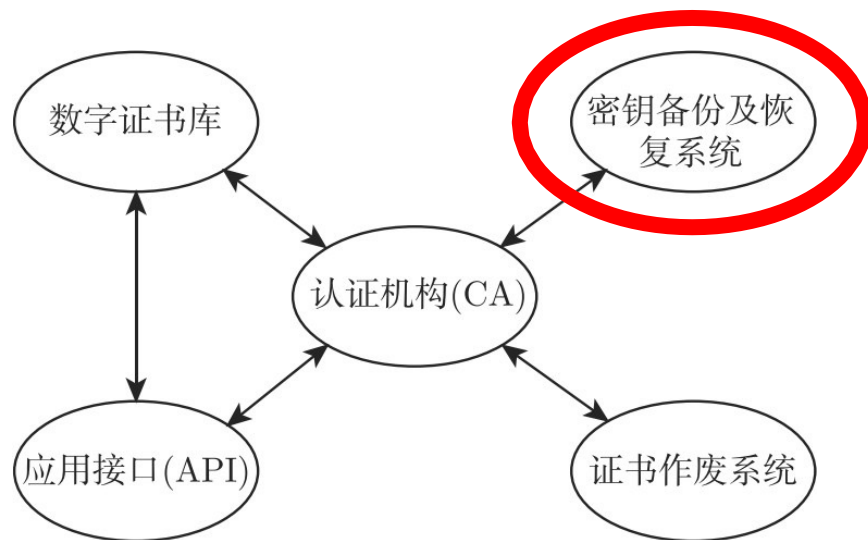 数字证书库
密钥备份及恢
复系统
认证机构(CA)
应用接口(API)
证书作废系统